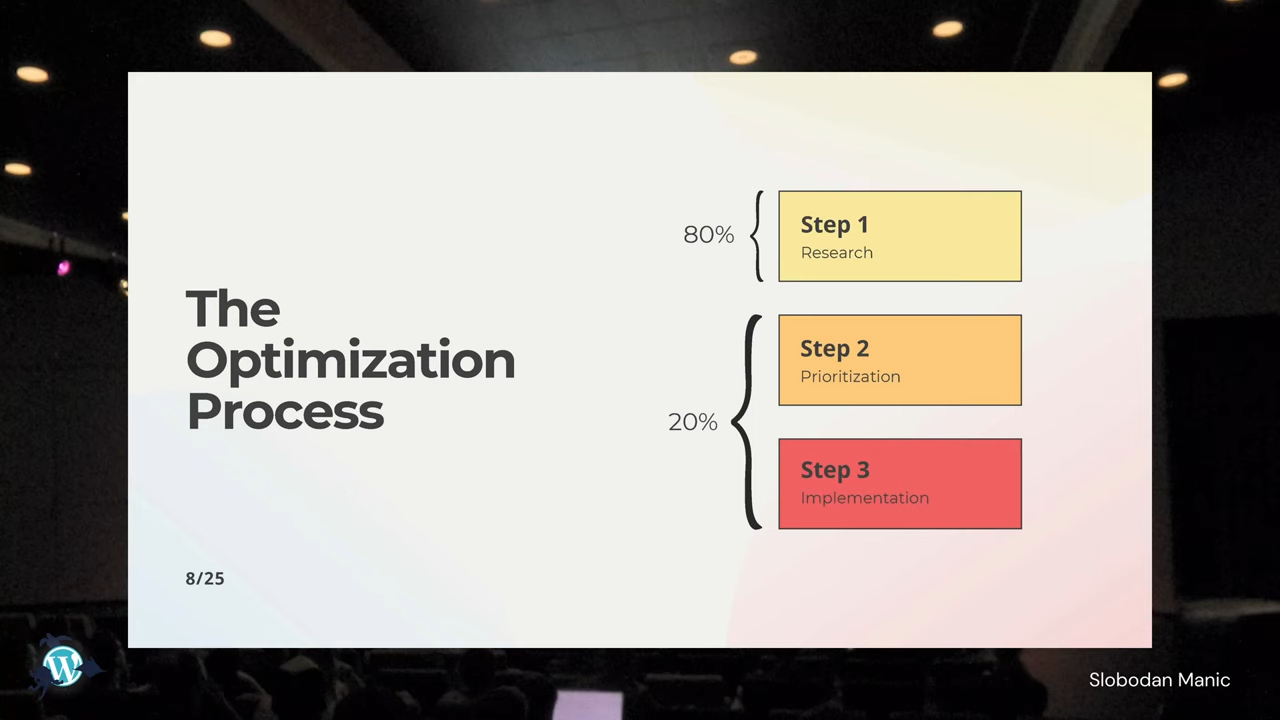 The
Optimization
Process
8/25
80%
Step 1
Research
20%
Step 2
Prioritization
Step 3
Implementation
W
Slobodan Manic